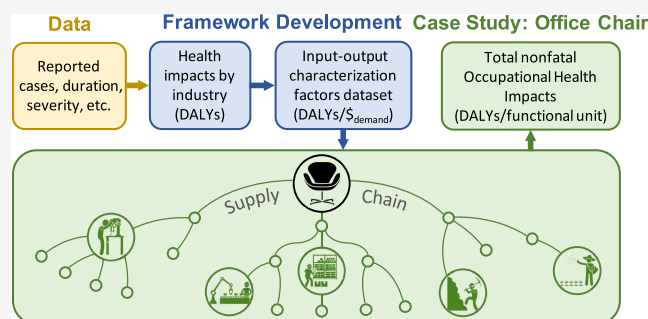 Data
Framework Development
Case Study: Office Chair
Reported
cases, duration,
severity, etc.
Health
impacts by
industry
(DALYs)
Input-output
characterization
factors dataset
(DALYs/$demand)
Total nonfatal
Occupational Health
Impacts
(DALYs/functional unit)
Supply Chain